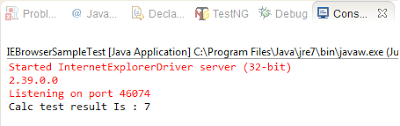 Proble... @ Java... Decla... TestNG Debug Cons...
IEBrowserSampleTest [Java Application] C:\Program Files\Java\jre7\bin\javaw.exe (Ju
Started InternetExplorerDriver server (32-bit)
2.39.0.0
Listening on port 46074
Calc test result Is : 7